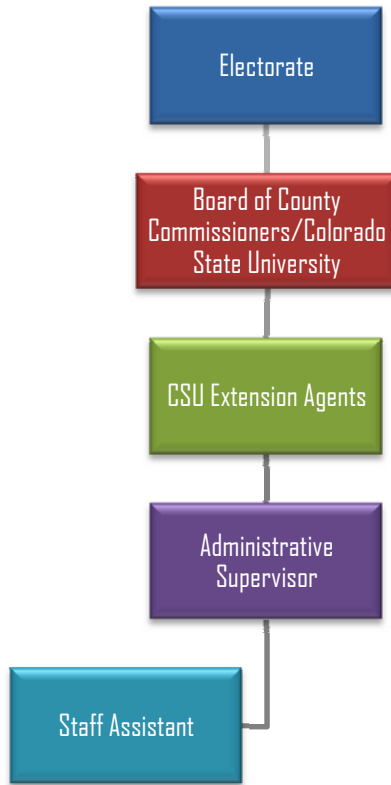 Electorate
Board of County
Commissioners/Colorado
State University
CSU Extension Agents
Administrative
Supervisor
Staff Assistant